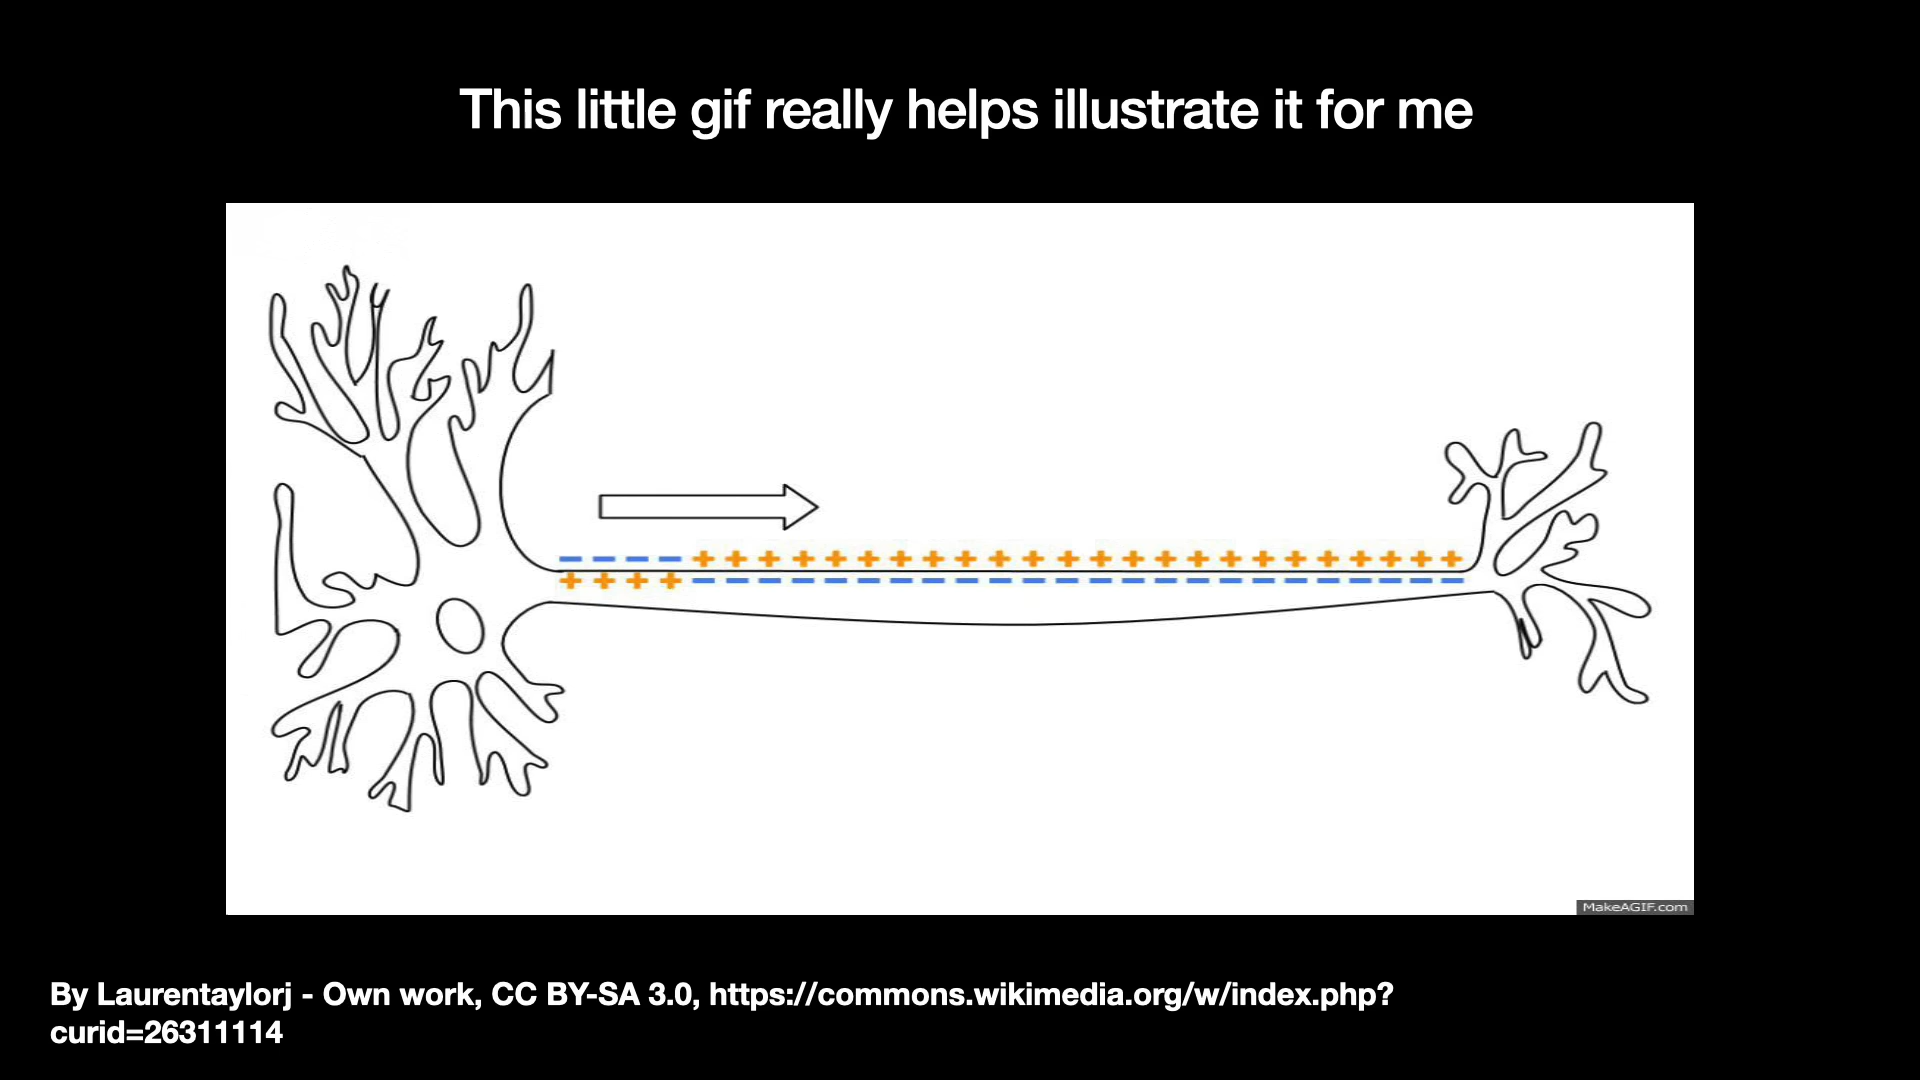 This little gif really helps illustrate it for me
MakeAGIF.com
By Laurentaylorj - Own work, CC BY-SA 3.0, https://commons.wikimedia.org/w/index.php?
curid=26311114